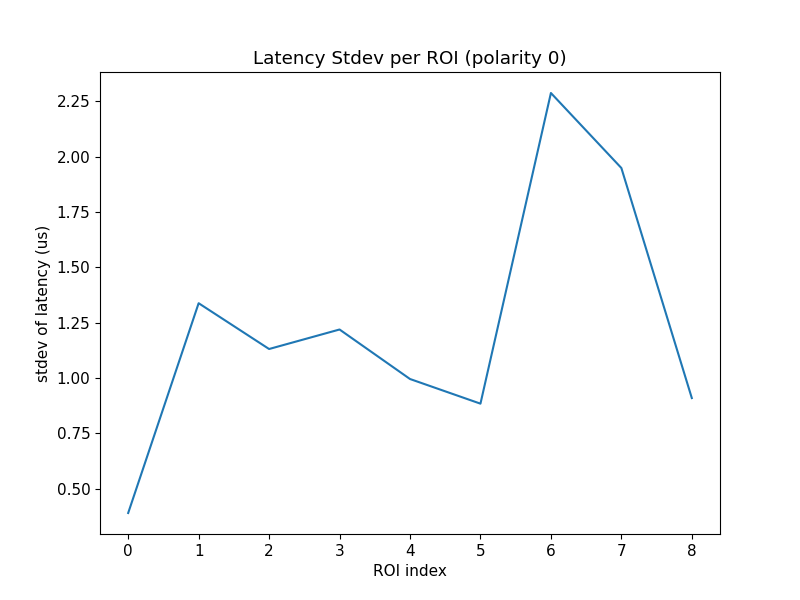 Latency Stdev per ROI (polarity 0)
stdev of latency (us)
2.25
2.00
1.75
1.50
1.25
1.00
0.75
0.50
0 1 2 3 4 5 6 7 8
ROI index